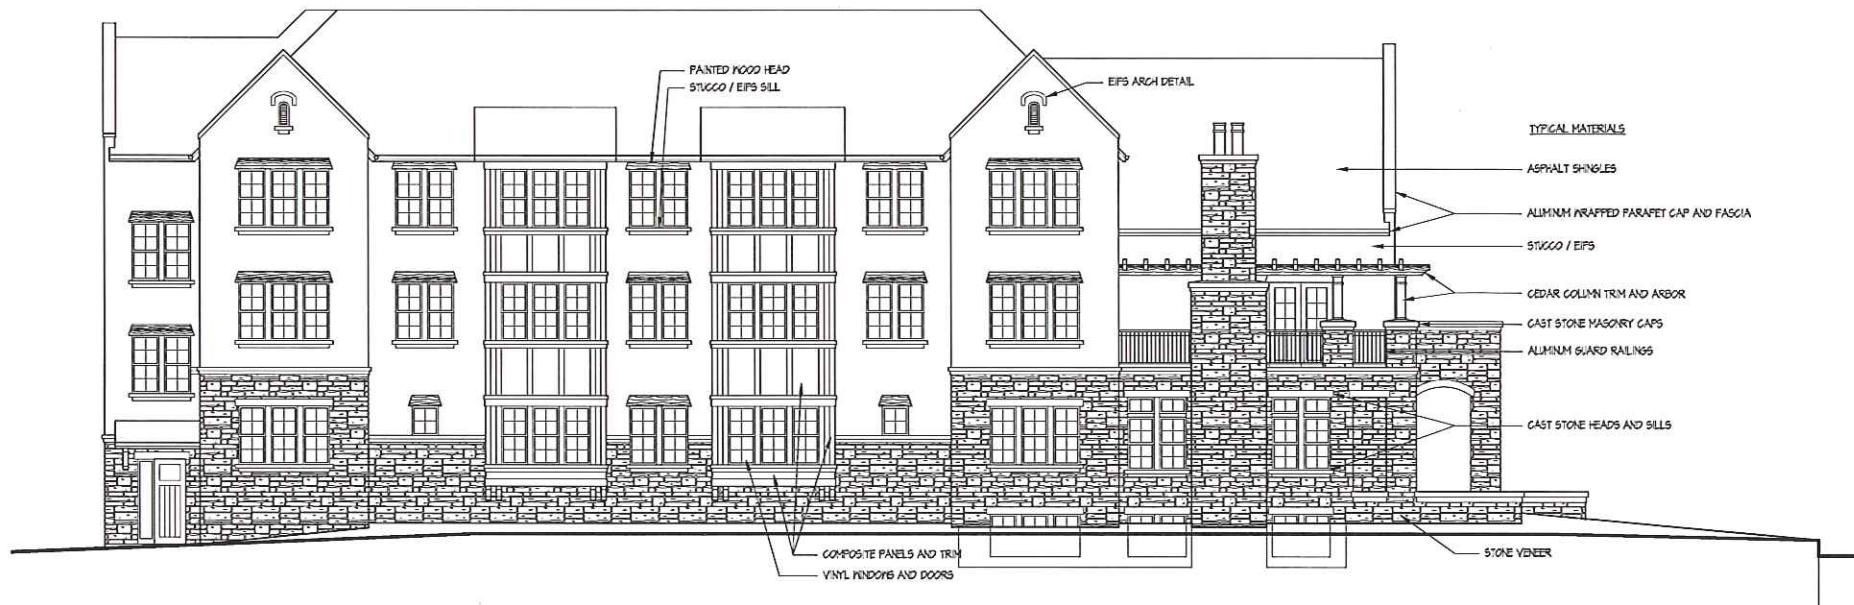 PAINTED WOOD HEAD
STUCCO / EIFS SILL
EIFS ARCH DETAIL
TYPICAL MATERIALS
ASPHALT SHINGLES
ALUMINUM WRAPPED PARAPET CAP AND FASCIA
STUCCO / EIFS
CEDAR COLUMN TRIM AND ARBOR
CAST STONE MASONRY CAPS
ALUMINUM GUARD RAILINGS
CAST STONE HEADS AND SILLS
STONE VENEER
COMPOSITE PANELS AND TRIM
VINYL WINDOWS AND DOORS